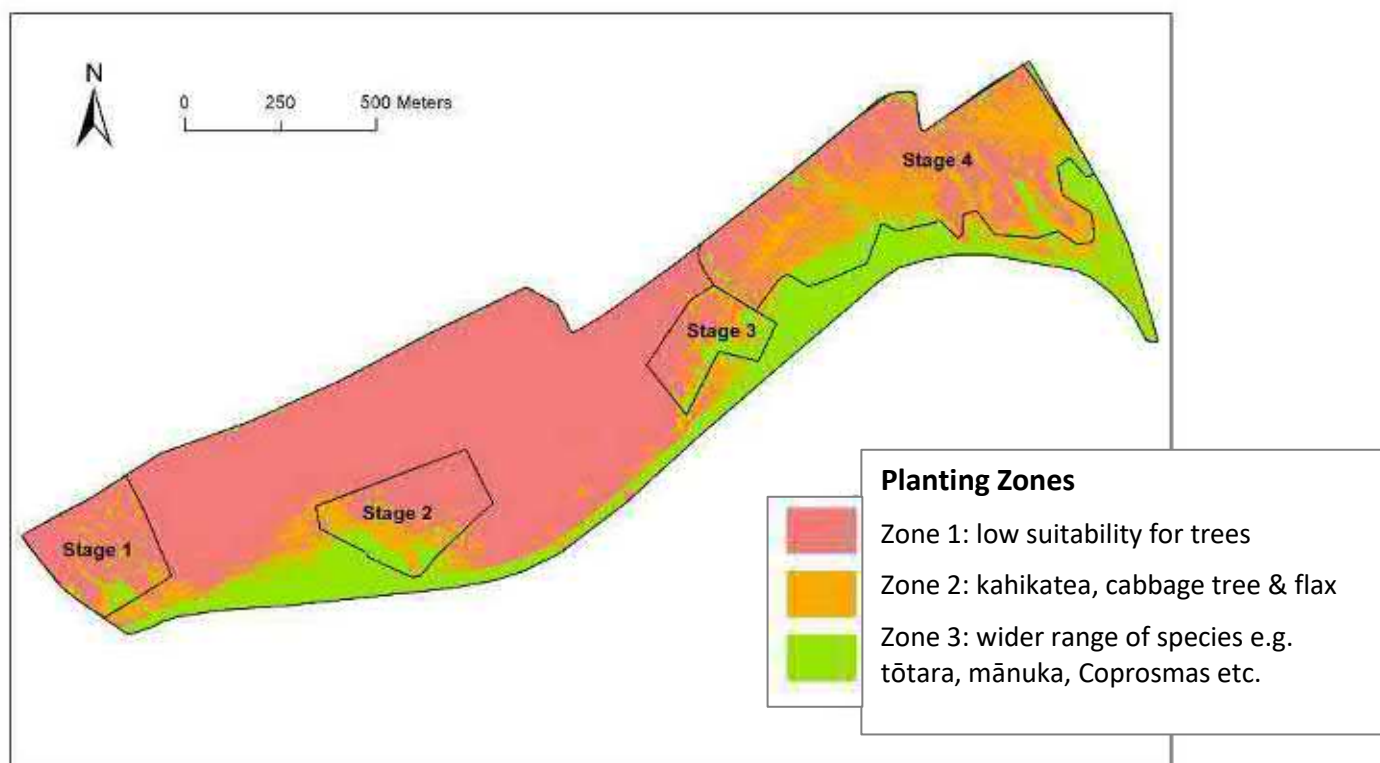 N
0 250 500 Meters
Stage 4
Stage 3
Stage 2
Stage 1
Planting Zones
Zone 1: low suitability for trees
Zone 2: kahikatea, cabbage tree & flax
Zone 3: wider range of species e.g.
tōtara, mānuka, Coprosmas etc.